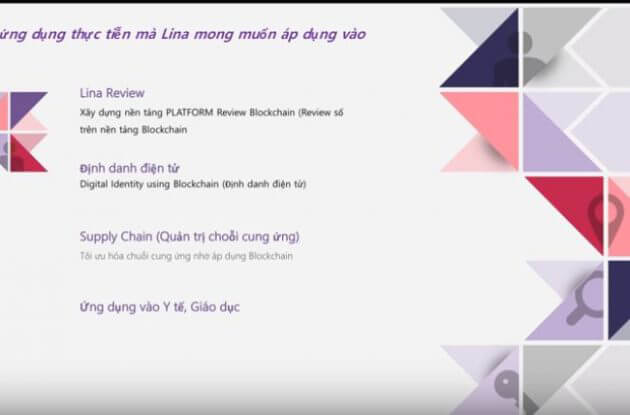 ứng dụng thực tiễn mà Lina mong muốn áp dụng vào
Lina Review
Xây dựng nền tảng PLATFORM Review Blockchain (Review số
trên nền tảng Blockchain
Định danh điện tử
Digital Identity using Blockchain (Định danh điện tử)
Supply Chain (Quản trị chỗi cung ứng)
Tối ưu hóa chuỗi cung ứng nhờ áp dụng Blockchain
Ứng dụng vào Y tế, Giáo dục